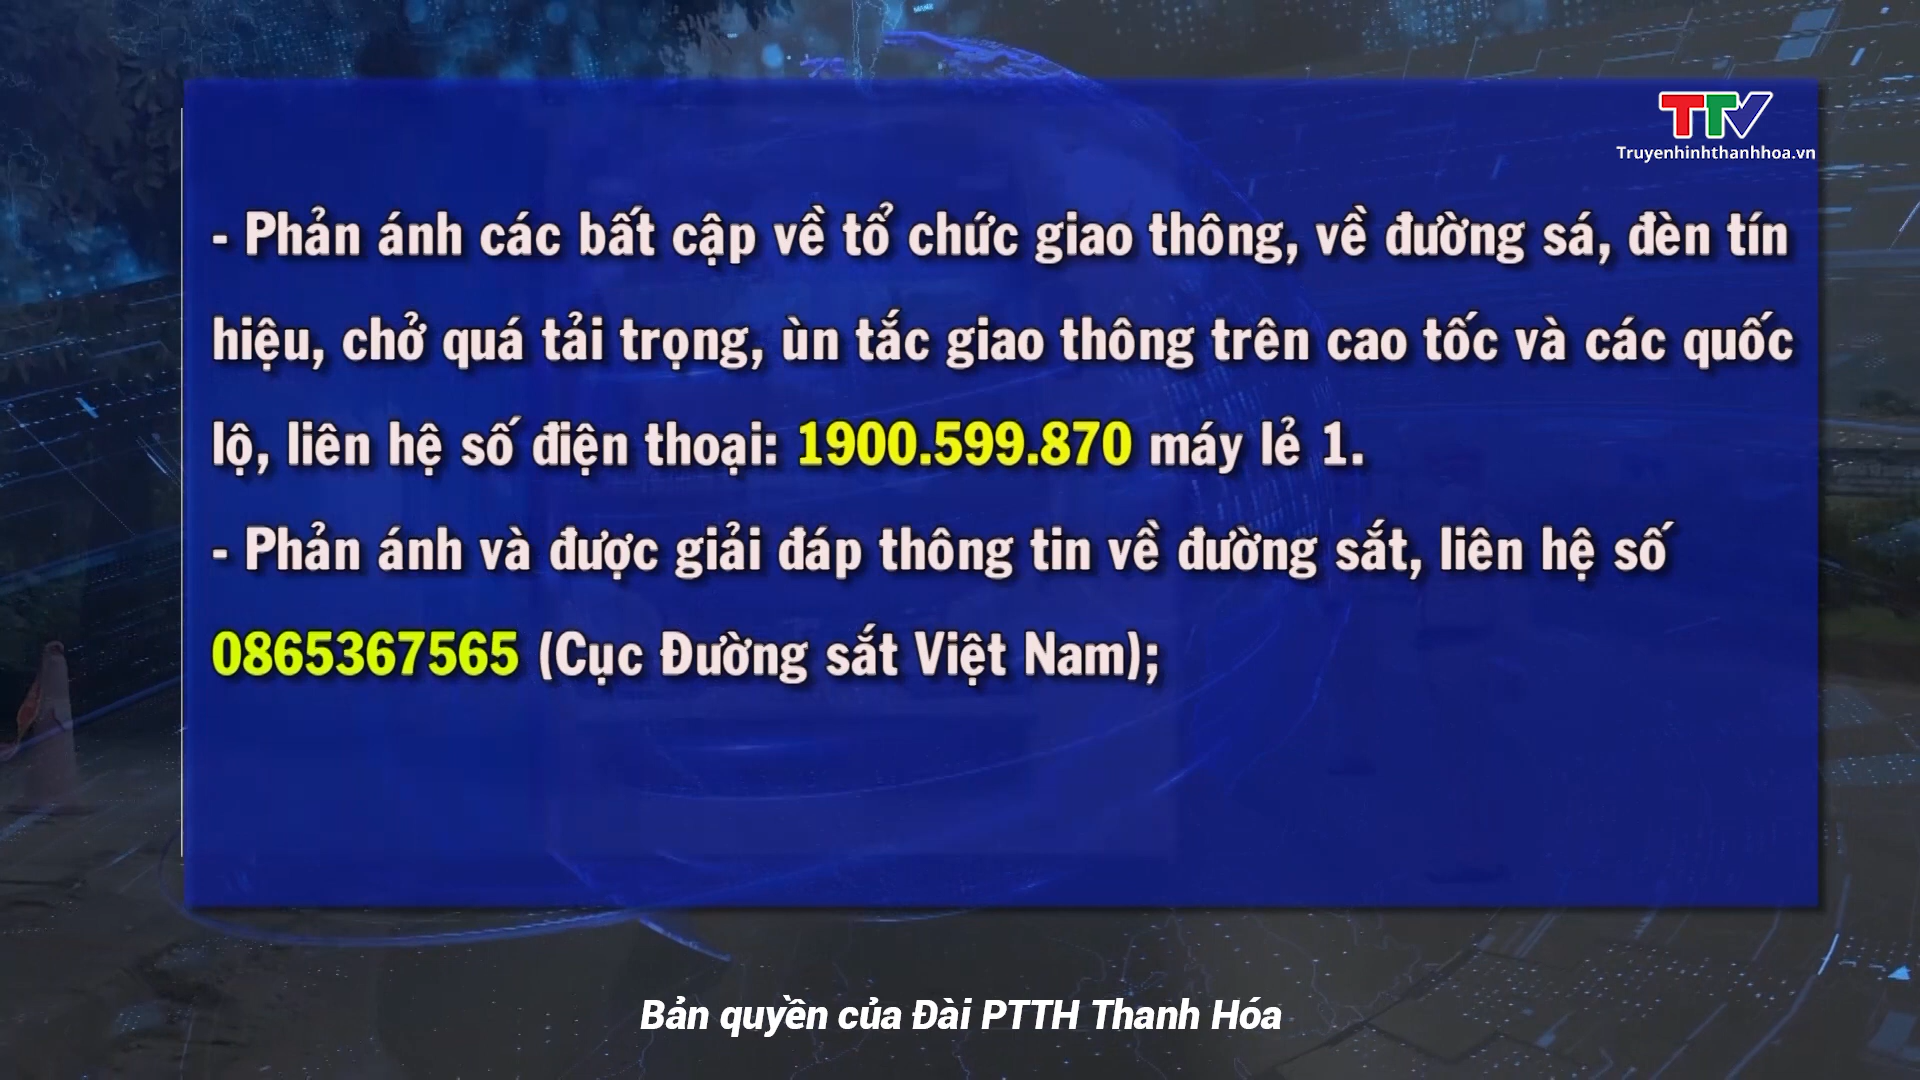 TTV
Truyenhinhthanhhoa.vn
- Phản ánh các bất cập về tổ chức giao thông, về đường sá, đèn tín
hiệu, chở quá tải trọng, ùn tắc giao thông trên cao tốc và các quốc
lộ, liên hệ số điện thoại: 1900.599.870 máy lẻ 1.
- Phản ánh và được giải đáp thông tin về đường sắt, liên hệ số
0865367565 (Cục Đường sắt Việt Nam);
Bản quyền của Đài PTTH Thanh Hóa